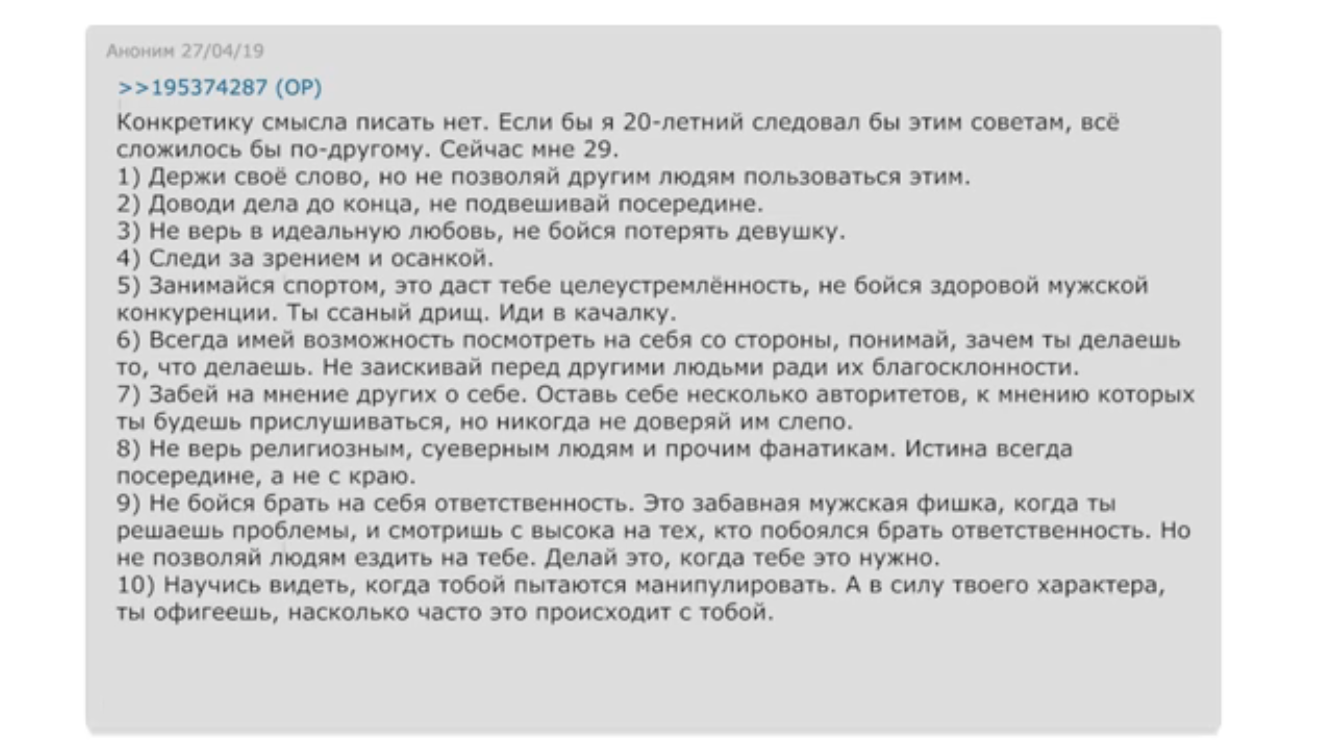 Аноним 27/04/19
>>195374287 (OP)
Конкретику смысла писать нет. Если бы я 20-летний следовал бы этим советам, всё
сложилось бы по-другому. Сейчас мне 29.
1) Держи своё слово, но не позволяй другим людям пользоваться этим.
2) Доводи дела до конца, не подвешивай посередине.
3) Не верь в идеальную любовь, не бойся потерять девушку.
4) Следи за зрением и осанкой.
5) Занимайся спортом, это даст тебе целеустремлённость, не бойся здоровой мужской
конкуренции. Ты ссаный дрищ. Иди в качалку.
6) Всегда имей возможность посмотреть на себя со стороны, понимай, зачем ты делаешь
то, что делаешь. Не заискивай перед другими людьми ради их благосклонности.
7) Забей на мнение других о себе. Оставь себе несколько авторитетов, к мнению которых
ты будешь прислушиваться, но никогда не доверяй им слепо.
8) Не верь религиозным, суеверным людям и прочим фанатикам. Истина всегда
посередине, а не с краю.
9) Не бойся брать на себя ответственность. Это забавная мужская фишка, когда ты
решаешь проблемы, и смотришь с высока на тех, кто побоялся брать ответственность. Но
не позволяй людям ездить на тебе. Делай это, когда тебе это нужно.
10) Научись видеть, когда тобой пытаются манипулировать. А в силу твоего характера,
ты офигеешь, насколько часто это происходит с тобой.